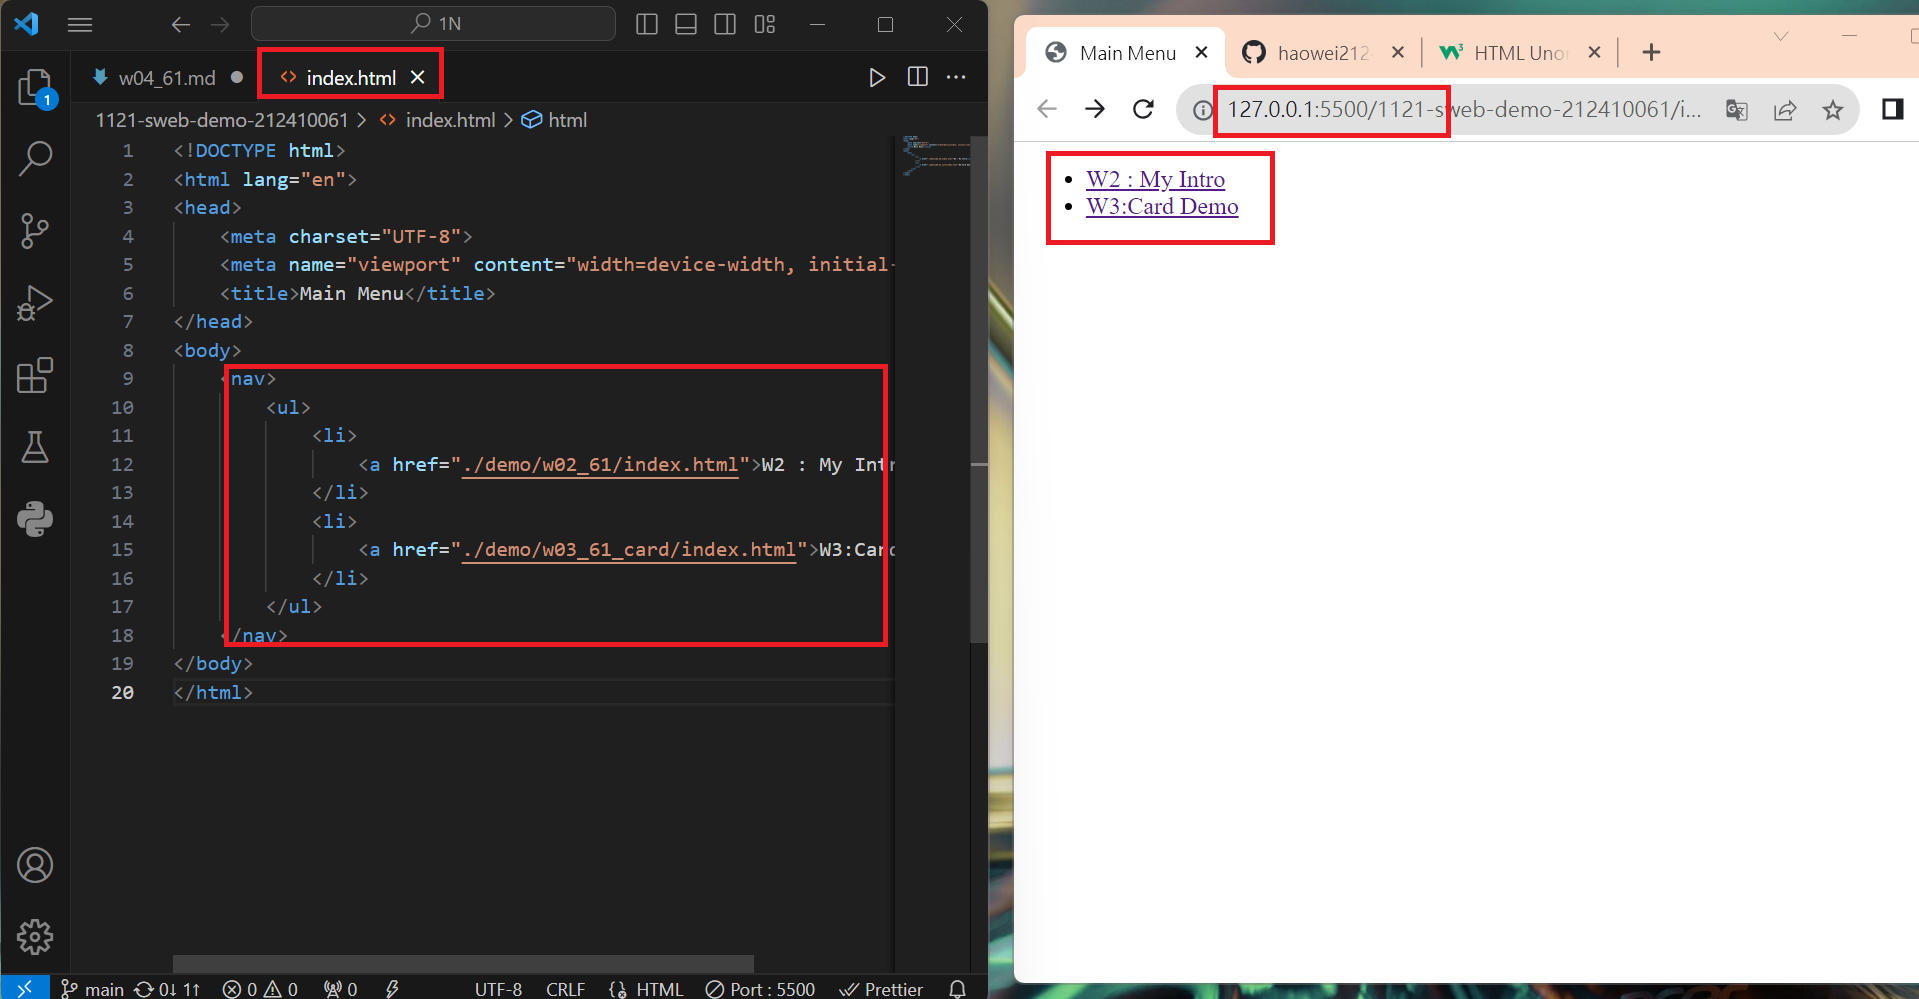 1N
w04_61.md
index.html
1121-sweb-demo-212410061 > index.html > html
1 <!DOCTYPE html>
2 <html lang="en">
3 <head>
4 <meta charset="UTF-8">
5 <meta name="viewport" content="width=device-width, initial-
6 <title>Main Menu</title>
7 </head>
8 <body>
9 <nav>
10 <ul>
11 <li>
12 <a href="./demo/w02_61/index.html">W2 : My Intr
13 </li>
14 <li>
15 <a href="./demo/w03_61_card/index.html">W3:Card
16 </li>
17 </ul>
18 </nav>
19 </body>
20 </html>
1
main 0↓ 1↑ 0 0 0 UTF-8 CRLF HTML Port : 5500 Prettier
Main Menu
haowei212
HTML Uno
127.0.0.1:5500/1121-sweb-demo-212410061/i...
• W2 : My Intro
• W3:Card Demo